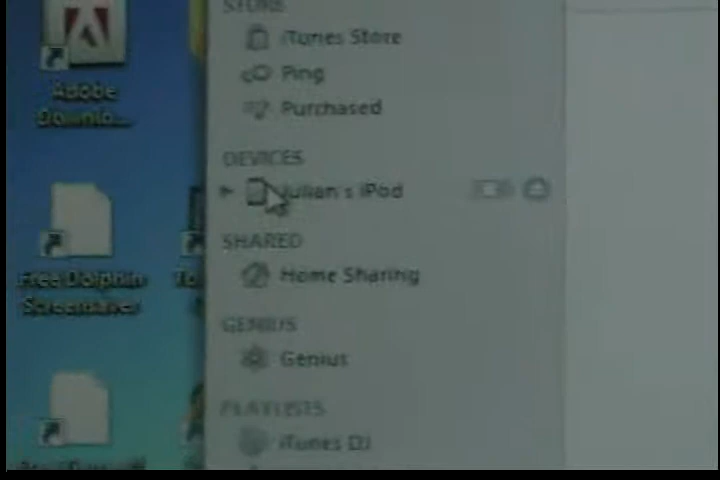 STORE
iTunes Store
Ping
Purchased
DEVICES
Julian's iPod
SHARED
Home Sharing
GENIUS
Genius
PLAYLISTS
iTunes DJ
Adobe
Downlo...
Free Dolphin
Screensaver